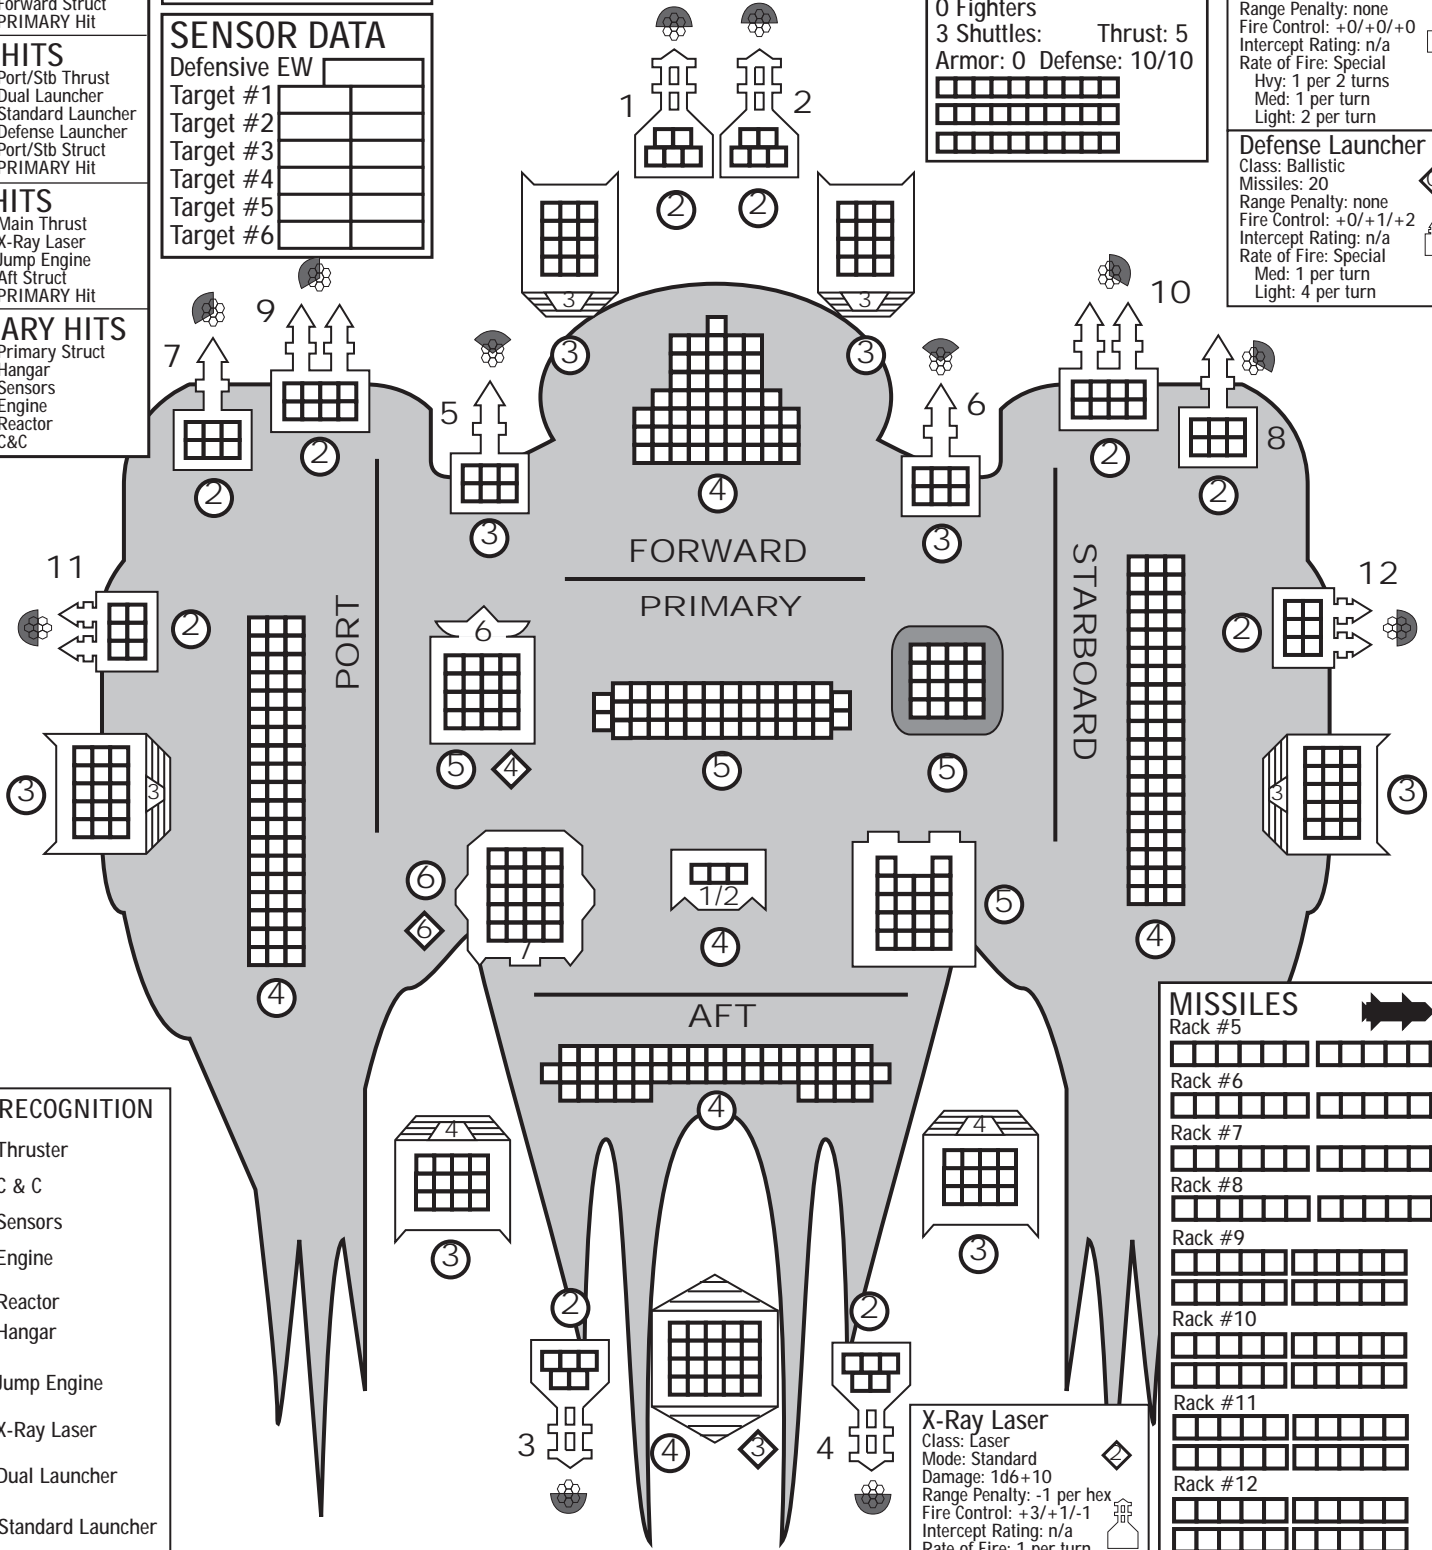 Forward Struct
PRIMARY Hit
HITS
Port/Stb Thrust
Dual Launcher
Standard Launcher
Defense Launcher
Port/Stb Struct
PRIMARY Hit
HITS
Main Thrust
X-Ray Laser
Jump Engine
Aft Struct
PRIMARY Hit
ARY HITS
Primary Struct
Hangar
Sensors
Engine
Reactor
C&C
SENSOR DATA
Defensive EW
Target #1
Target #2
Target #3
Target #4
Target #5
Target #6
0 Fighters
3 Shuttles: Thrust: 5
Armor: 0 Defense: 10/10
Range Penalty: none
Fire Control: +0/+0/+0
Intercept Rating: n/a
Rate of Fire: Special
Hvy: 1 per 2 turns
Med: 1 per turn
Light: 2 per turn
Defense Launcher
Class: Ballistic
Missiles: 20
Range Penalty: none
Fire Control: +0/+1/+2
Intercept Rating: n/a
Rate of Fire: Special
Med: 1 per turn
Light: 4 per turn
1
2
2
2
3
3
3
3
9
10
7
8
5
6
2
2
2
2
3
3
4
FORWARD
PRIMARY
PORT
STARBOARD
11
12
2
2
6
5
4
5
5
3
3
3
3
6
6
7
1/2
4
5
4
4
AFT
4
4
4
3
3
2
2
3
4
4
3
RECOGNITION
Thruster
C & C
Sensors
Engine
Reactor
Hangar
Jump Engine
X-Ray Laser
Dual Launcher
Standard Launcher
X-Ray Laser
Class: Laser
Mode: Standard
2
Damage: 1d6+10
Range Penalty: -1 per hex
Fire Control: +3/+1/-1
Intercept Rating: n/a
Rate of Fire: 1 per turn
MISSILES
Rack #5
Rack #6
Rack #7
Rack #8
Rack #9
Rack #10
Rack #11
Rack #12